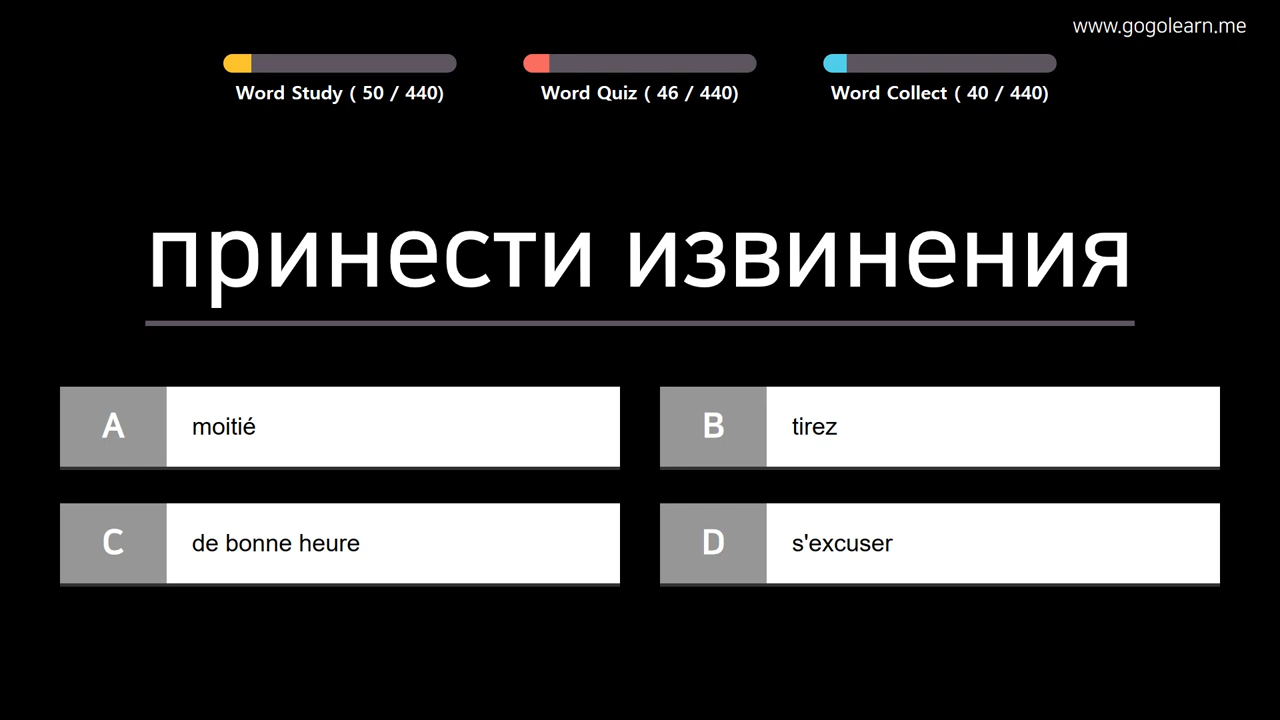 www.gogolearn.me
Word Study ( 50 / 440)
Word Quiz ( 46 / 440)
Word Collect ( 40 / 440)
принести извинения
A
moitié
B
tirez
C
de bonne heure
D
s'excuser